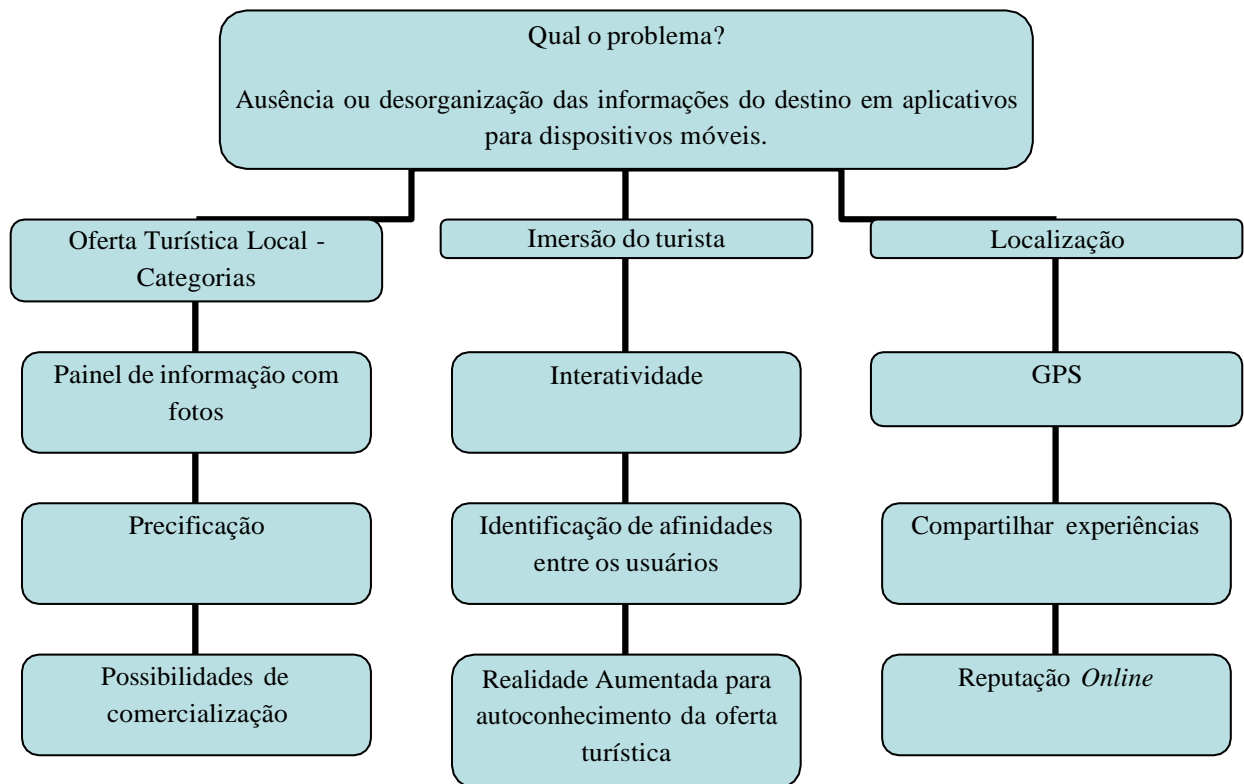 Qual o problema?
Ausência ou desorganização das informações do destino em aplicativos
para dispositivos móveis.
Oferta Turística Local -
Categorias
Imersão do turista
Localização
Painel de informação com
fotos
Interatividade
GPS
Precificação
Identificação de afinidades
entre os usuários
Compartilhar experiências
Possibilidades de
comercialização
Realidade Aumentada para
autoconhecimento da oferta
turística
Reputação Online